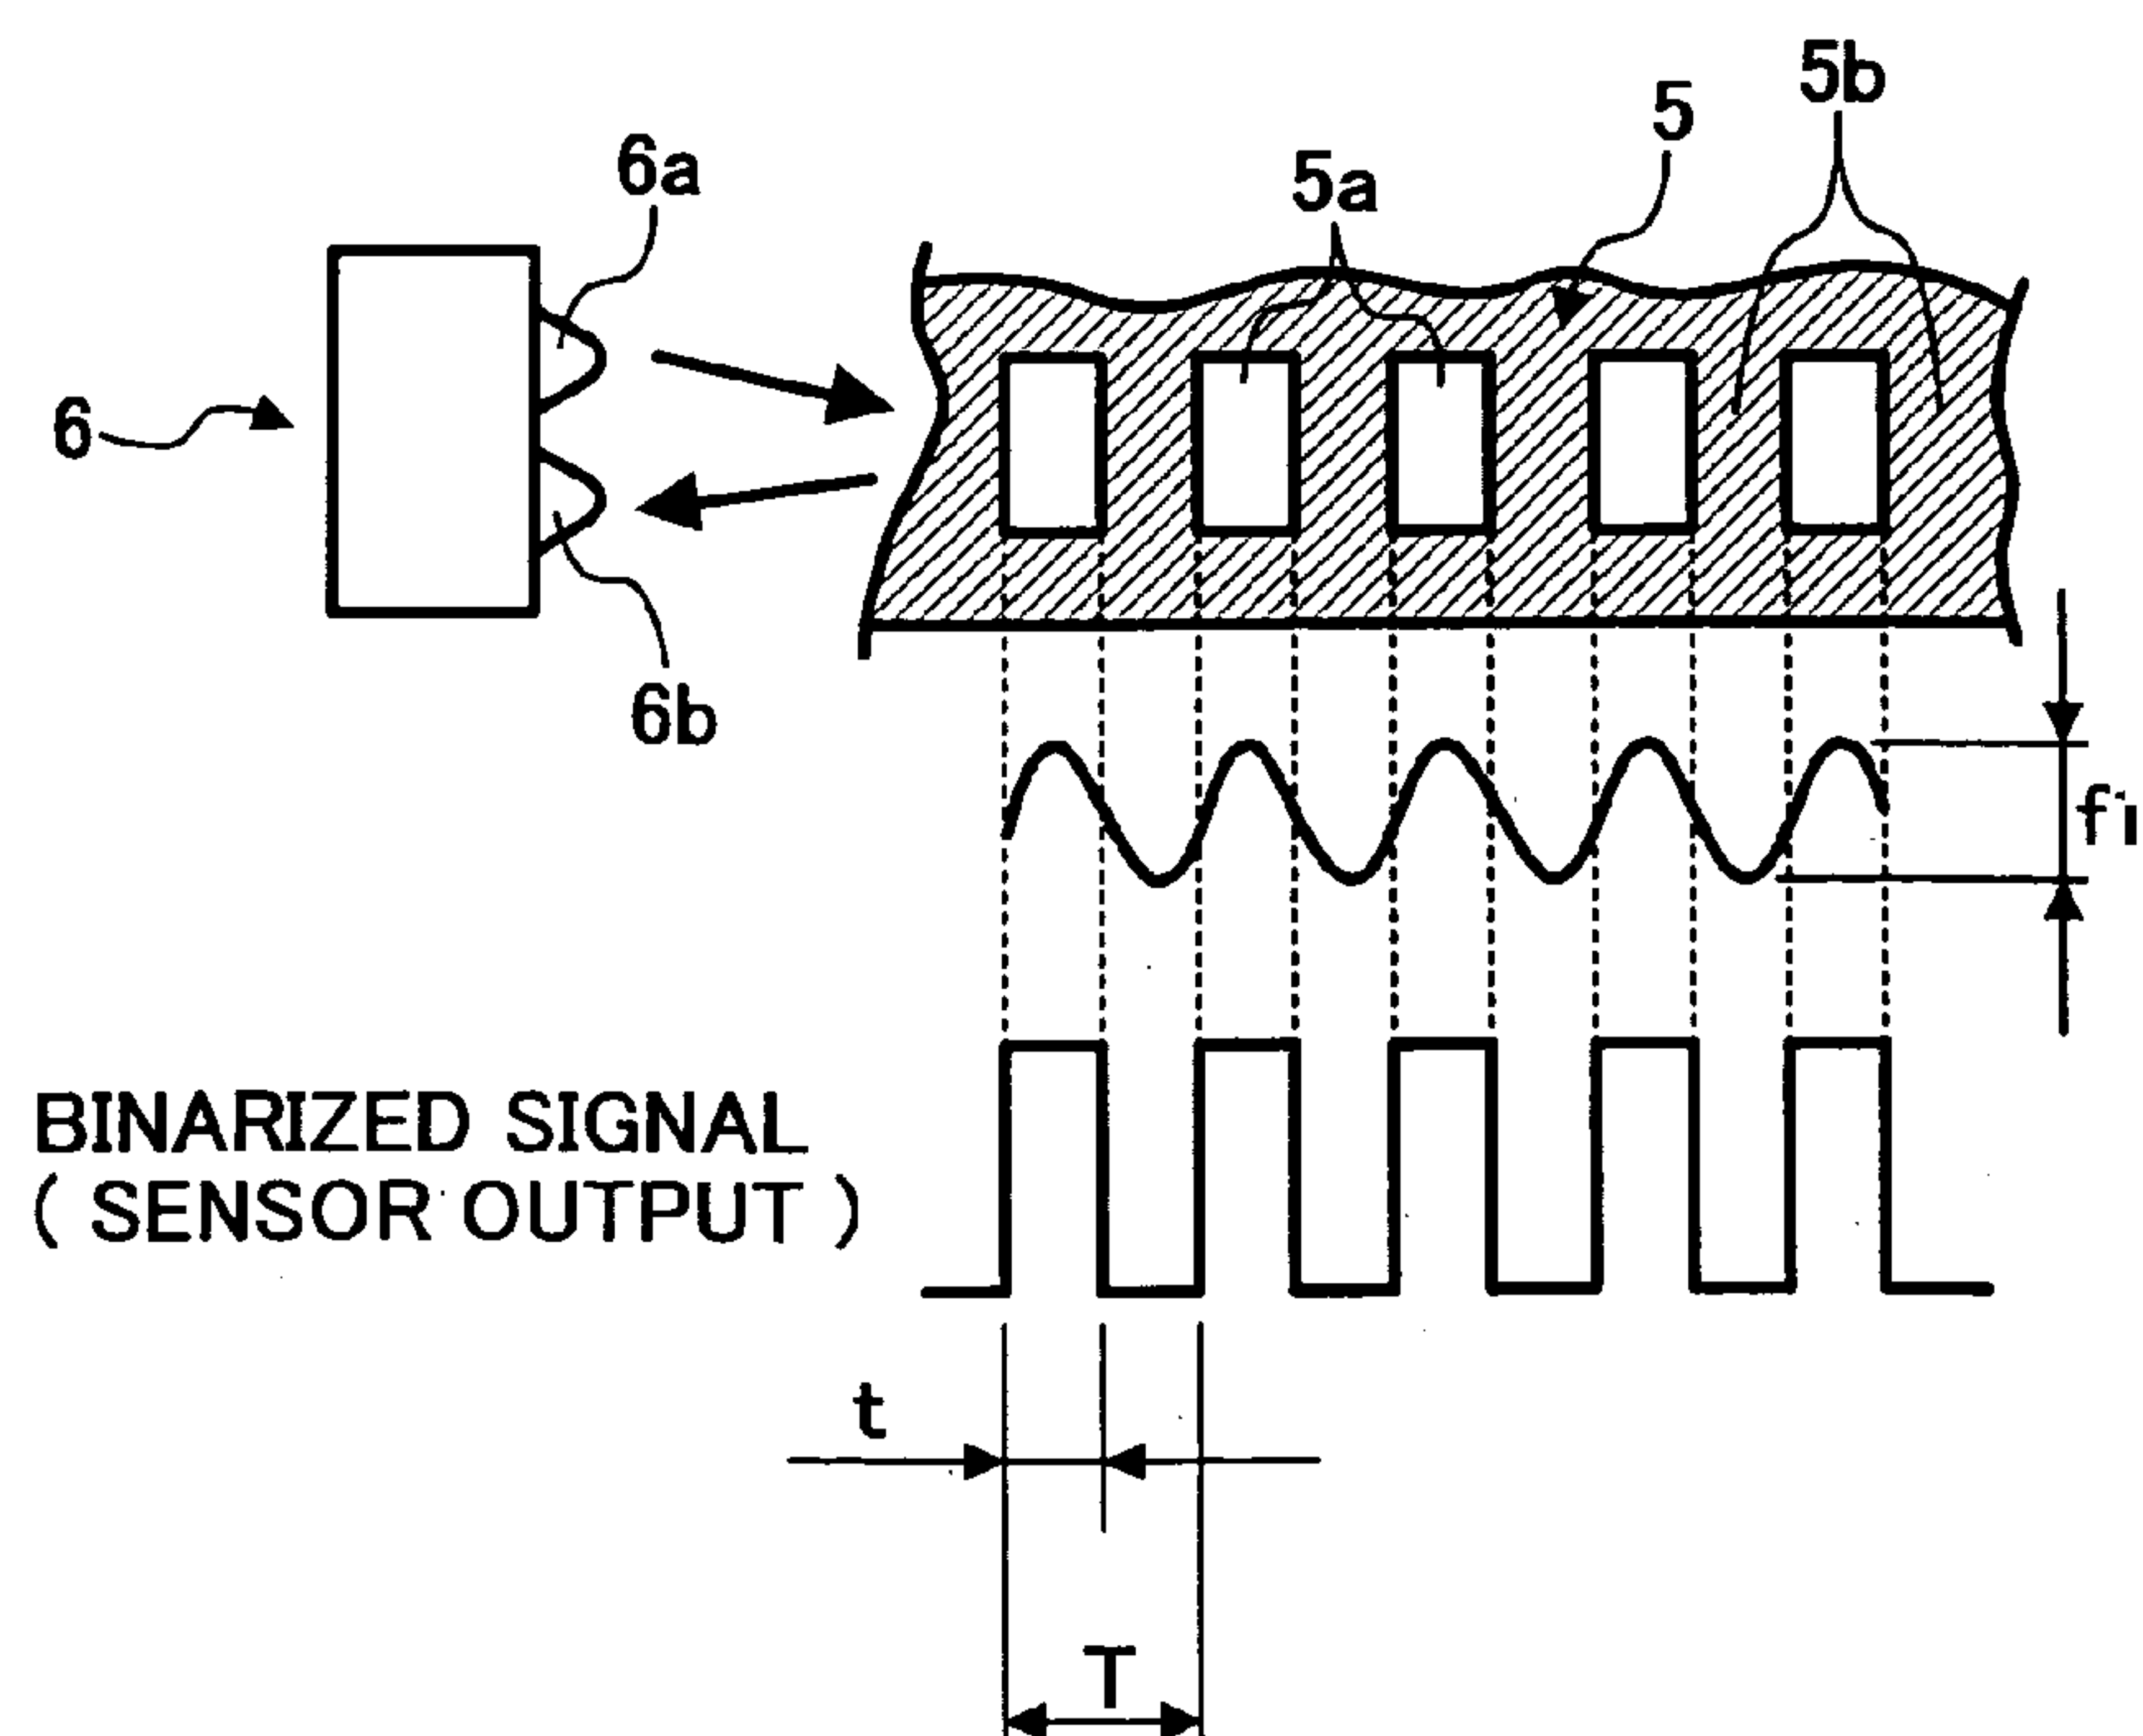 5b
5
6a
5a
6
6b
f1
BINARIZED SIGNAL
( SENSOR OUTPUT )
t
T